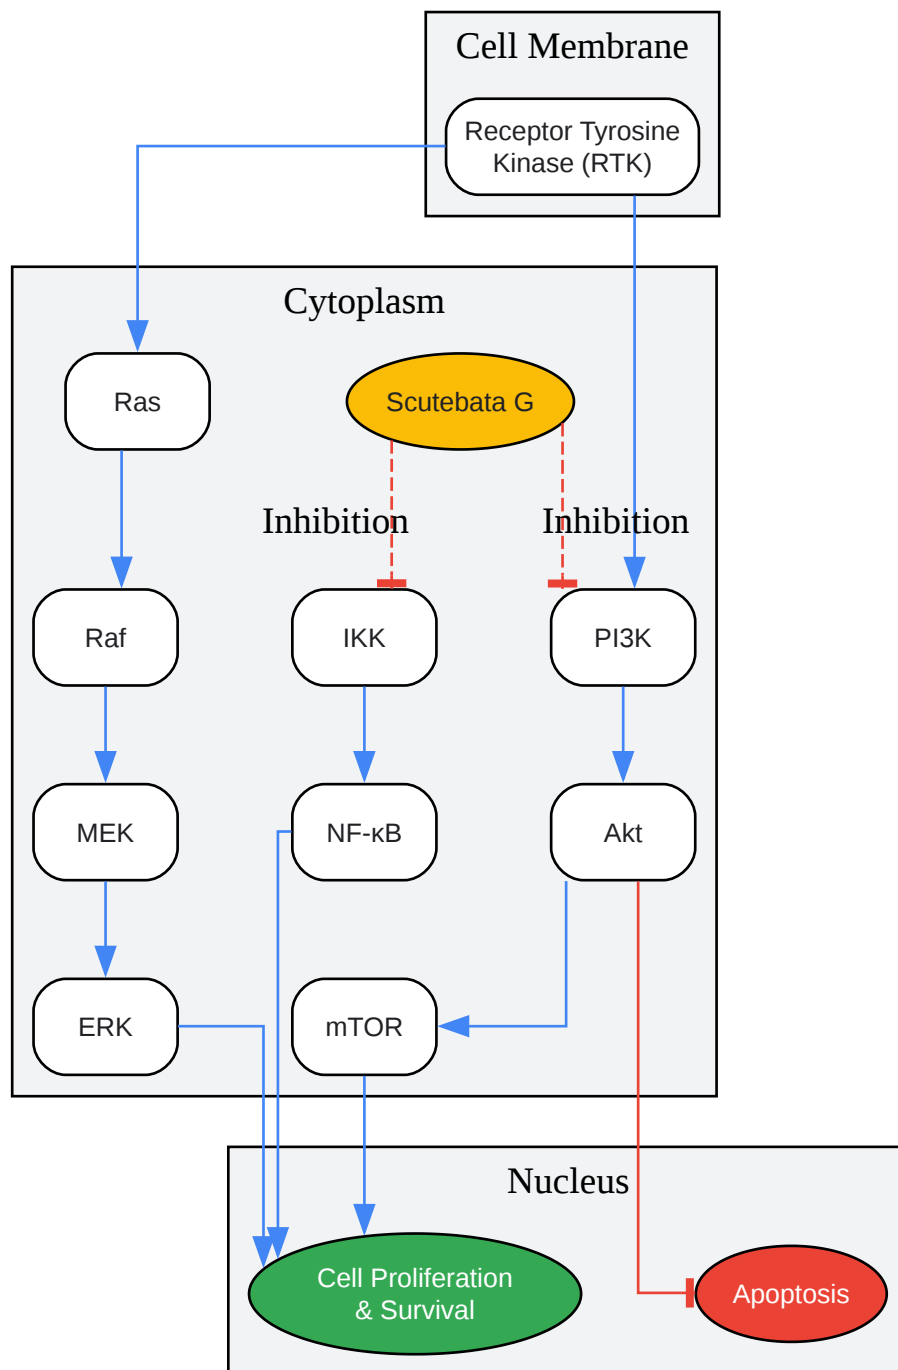 Cell Membrane
Receptor Tyrosine
Kinase (RTK)
Cytoplasm
Ras
Scutebata G
Inhibition
Inhibition
Raf
IKK
PI3K
MEK
NF-κB
Akt
ERK
mTOR
Nucleus
Cell Proliferation
& Survival
Apoptosis